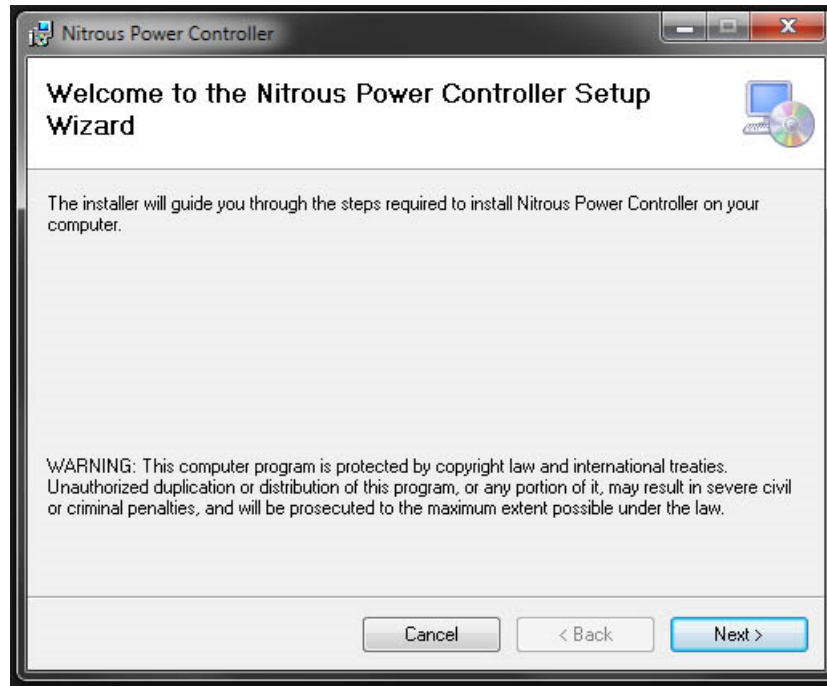 Nitrous Power Controller
Welcome to the Nitrous Power Controller Setup
Wizard
The installer will guide you through the steps required to install Nitrous Power Controller on your
computer.
WARNING: This computer program is protected by copyright law and international treaties.
Unauthorized duplication or distribution of this program, or any portion of it, may result in severe civil
or criminal penalties, and will be prosecuted to the maximum extent possible under the law.
Cancel
< Back
Next >